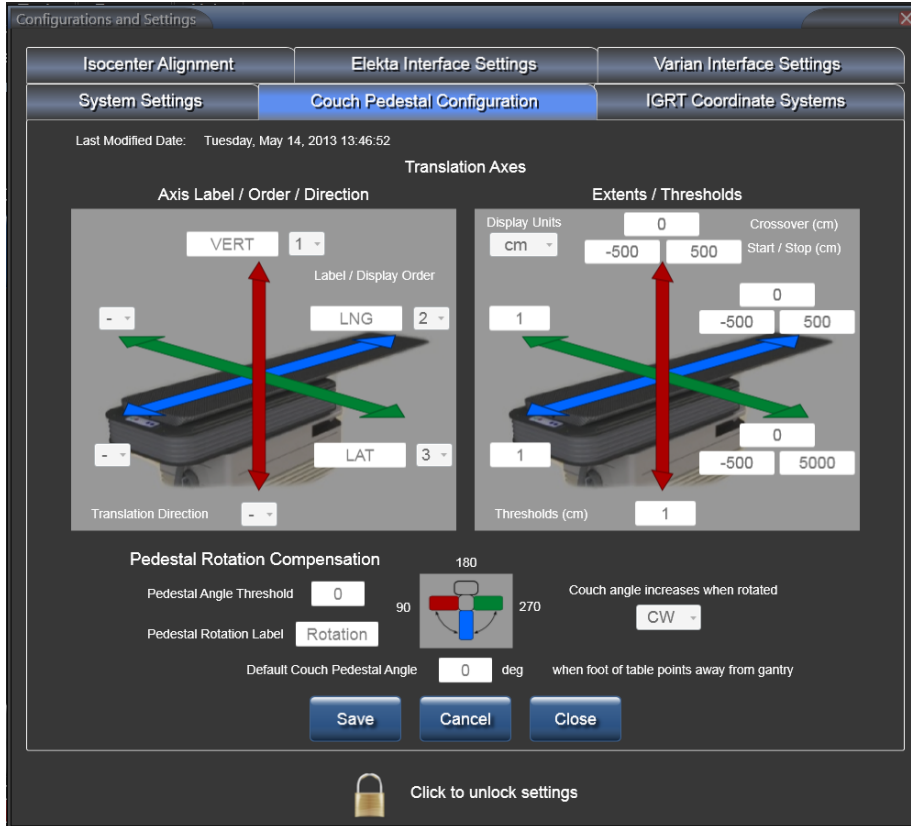 Configurations and Settings
Isocenter Alignment
Elekta Interface Settings
Varian Interface Settings
System Settings
Couch Pedestal Configuration
IGRT Coordinate Systems
Last Modified Date: Tuesday, May 14, 2013 13:46:52
Translation Axes
Axis Label / Order / Direction
Extents / Thresholds
VERT 1
Label / Display Order
- LNG 2
- LAT 3
Translation Direction -
Display Units
cm
0 Crossover (cm)
-500 500 Start / Stop (cm)
0
1 -500 500
0
1 -500 5000
Thresholds (cm) 1
Pedestal Rotation Compensation
Pedestal Angle Threshold 0
Pedestal Rotation Label Rotation
180
90 270
Couch angle increases when rotated
CW
Default Couch Pedestal Angle 0 deg when foot of table points away from gantry
Save Cancel Close
Click to unlock settings